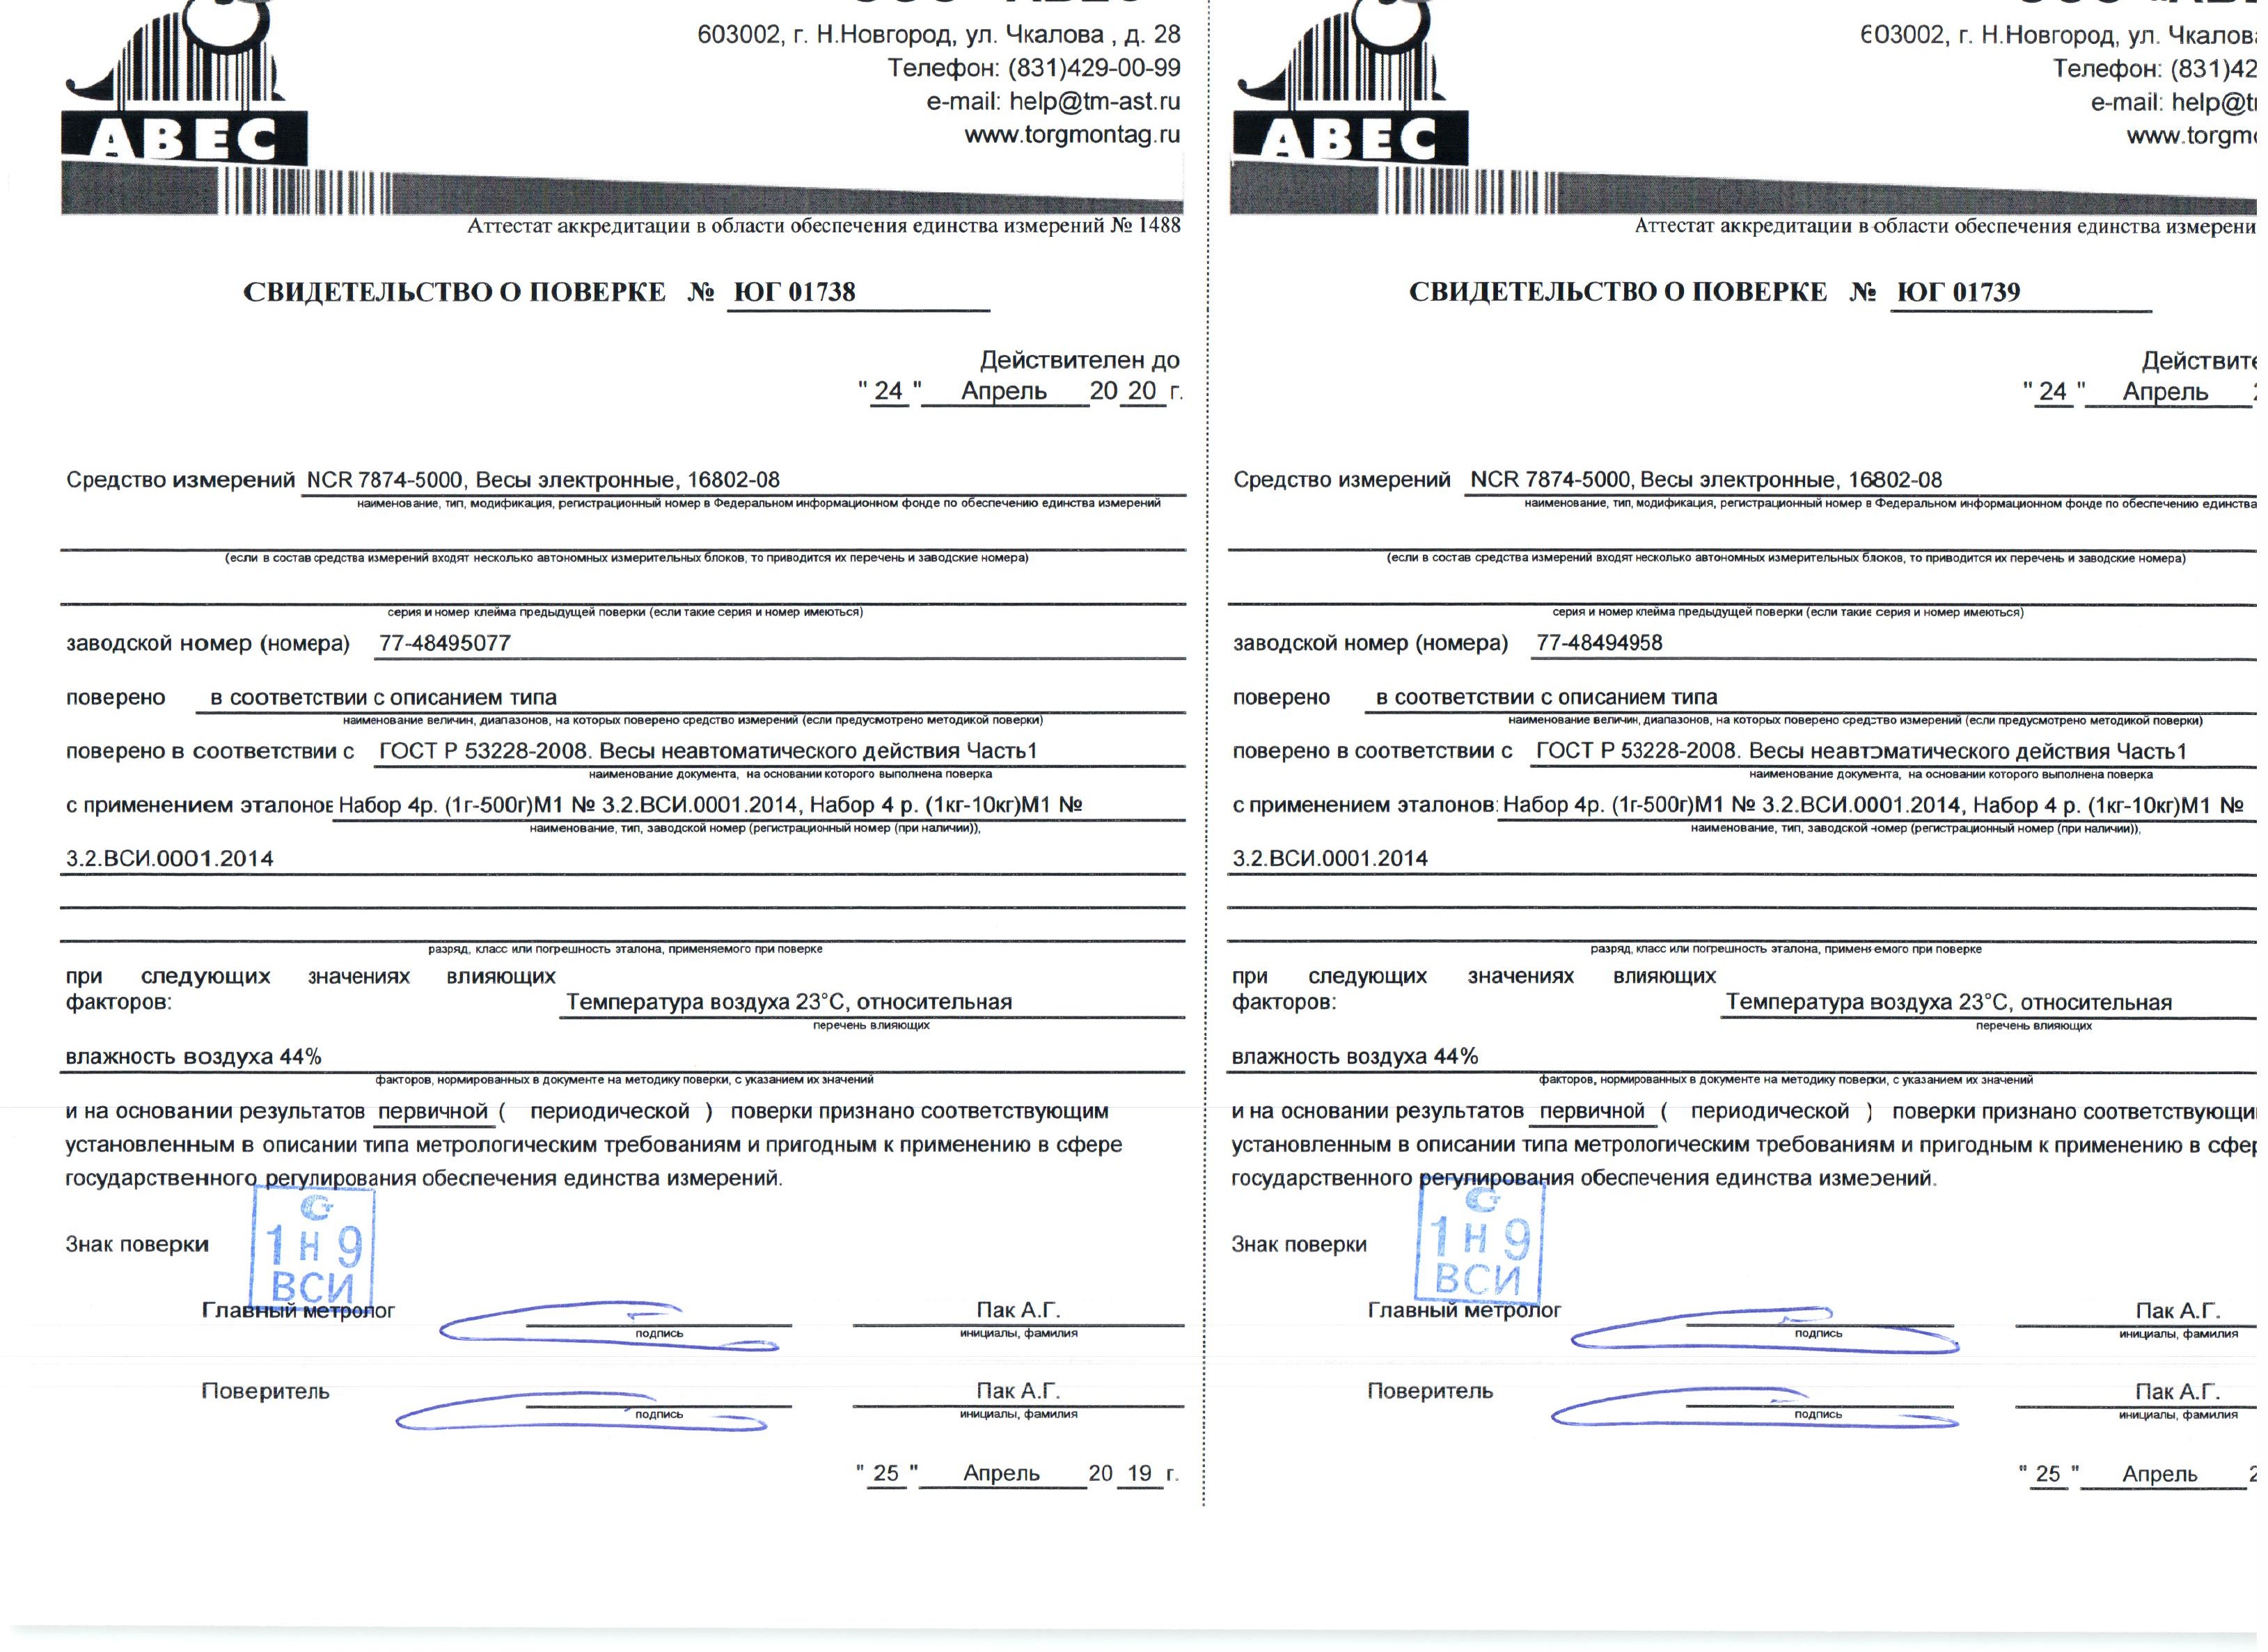 АВЕС
603002, г. Н.Новгород, ул. Чкалова , д. 28
Телефон: (831)429-00-99
e-mail: help@tm-ast.ru
www.torgmontag.ru
Аттестат аккредитации в области обеспечения единства измерений № 1488
СВИДЕТЕЛЬСТВО О ПОВЕРКЕ № ЮГ 01738
Действителен до
" 24 " Апрель 20 20 г.
Средство измерений NCR 7874-5000, Весы электронные, 16802-08
наименование, тип, модификация, регистрационный номер в Федеральном информационном фонде по обеспечению единства измерений
(если в состав средства измерений входят несколько автономных измерительных блоков, то приводится их перечень и заводские номера)
серия и номер клейма предыдущей поверки (если такие серия и номер имеються)
заводской номер (номера) 77-48495077
поверено в соответствии с описанием типа
наименование величин, диапазонов, на которых поверено средство измерений (если предусмотрено методикой поверки)
поверено в соответствии с ГОСТ Р 53228-2008. Весы неавтоматического действия Часть1
наименование документа, на основании которого выполнена поверка
с применением эталонов Набор 4р. (1г-500г)М1 № 3.2.ВСИ.0001.2014, Набор 4 р. (1кг-10кг)М1 №
наименование, тип, заводской номер (регистрационный номер (при наличии)),
3.2.ВСИ.0001.2014
разряд, класс или погрешность эталона, применяемого при поверке
при следующих значениях влияющих
факторов: Температура воздуха 23°С, относительная
перечень влияющих
влажность воздуха 44%
факторов, нормированных в документе на методику поверки, с указанием их значений
и на основании результатов первичной ( периодической ) поверки признано соответствующим
установленным в описании типа метрологическим требованиям и пригодным к применению в сфере
государственного регулирования обеспечения единства измерений.
1 Н 9
ВСИ
Знак поверки
Главный метролог Пак А.Г.
подпись инициалы, фамилия
Поверитель Пак А.Г.
подпись инициалы, фамилия
" 25 " Апрель 20 19 г.
АВЕС
603002, г. Н.Новгород, ул. Чкалова
Телефон: (831)42
e-mail: help@
www.torgm
Аттестат аккредитации в области обеспечения единства измерени
СВИДЕТЕЛЬСТВО О ПОВЕРКЕ № ЮГ 01739
Действите
" 24 " Апрель
Средство измерений NCR 7874-5000, Весы электронные, 16802-08
наименование, тип, модификация, регистрационный номер в Федеральном информационном фонде по обеспечению единства
(если в состав средства измерений входят несколько автономных измерительных блоков, то приводится их перечень и заводские номера)
серия и номер клейма предыдущей поверки (если такие серия и номер имеються)
заводской номер (номера) 77-48494958
поверено в соответствии с описанием типа
наименование величин, диапазонов, на которых поверено средство измерений (если предусмотрено методикой поверки)
поверено в соответствии с ГОСТ Р 53228-2008. Весы неавтоматического действия Часть1
наименование документа, на основании которого выполнена поверка
с применением эталонов: Набор 4р. (1г-500г)М1 № 3.2.ВСИ.0001.2014, Набор 4 р. (1кг-10кг)М1 №
наименование, тип, заводской номер (регистрационный номер (при наличии)),
3.2.ВСИ.0001.2014
разряд, класс или погрешность эталона, применяемого при поверке
при следующих значениях влияющих
факторов: Температура воздуха 23°С, относительная
перечень влияющих
влажность воздуха 44%
факторов, нормированных в документе на методику поверки, с указанием их значений
и на основании результатов первичной ( периодической ) поверки признано соответствующи
установленным в описании типа метрологическим требованиям и пригодным к применению в сфер
государственного регулирования обеспечения единства измерений.
1 Н 9
ВСИ
Знак поверки
Главный метролог Пак А.Г.
подпись инициалы, фамилия
Поверитель Пак А.Г.
подпись инициалы, фамилия
" 25 " Апрель